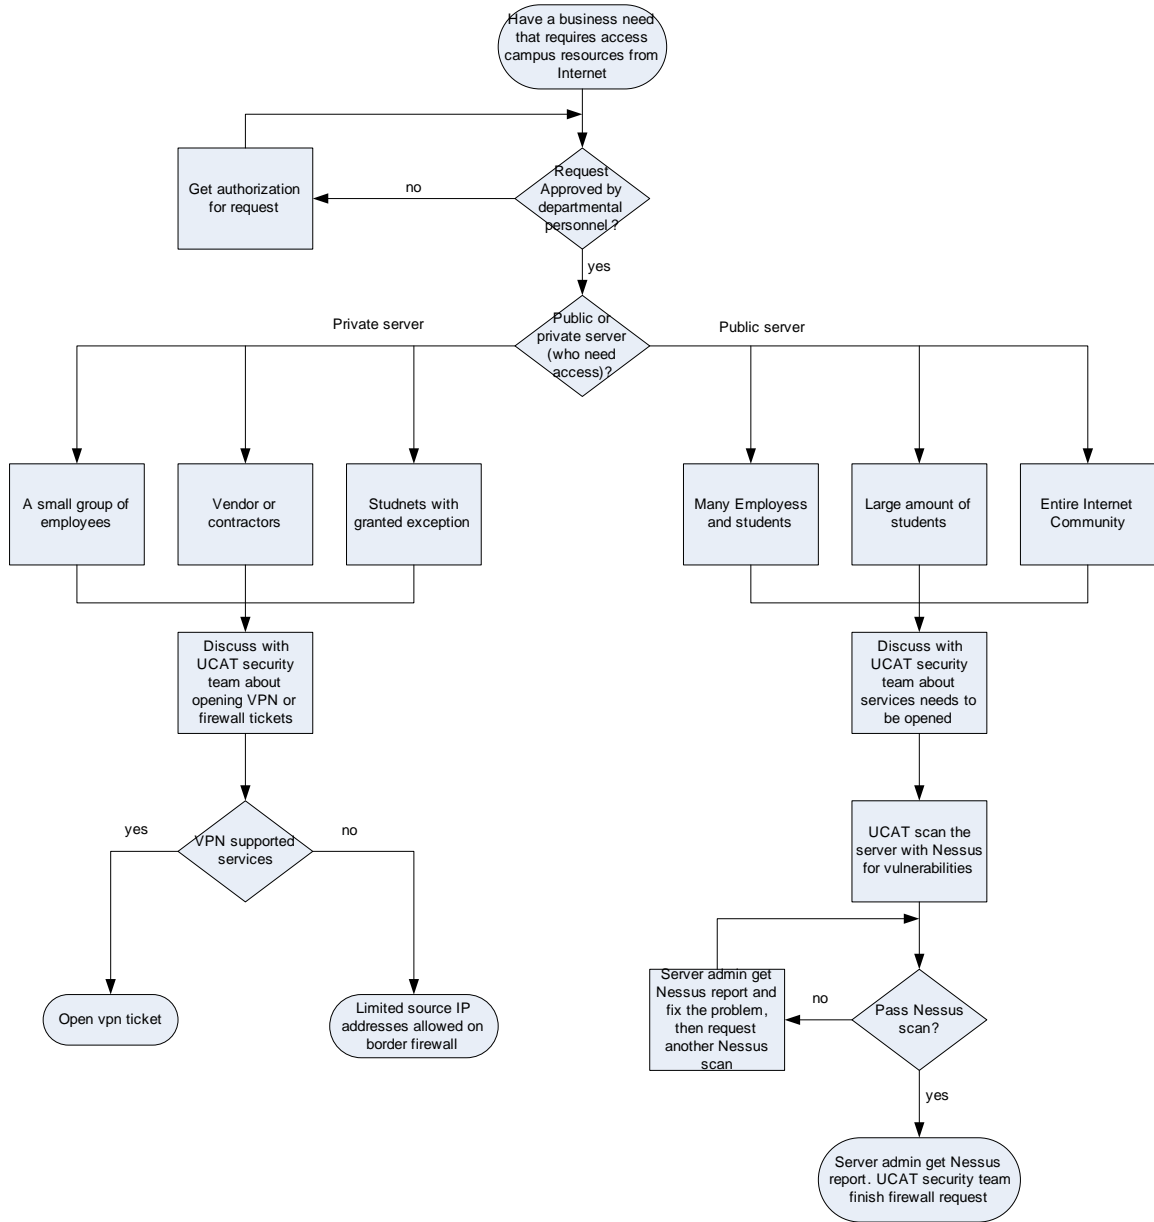 Have a business need
that requires access
campus resources from
Internet
Request
Approved by
departmental
personnel ?
no
Get authorization
for request
yes
Public or
private server
(who need
access)?
Private server
Public server
A small group of
employees
Vendor or
contractors
Studnets with
granted exception
Many Employess
and students
Large amount of
students
Entire Internet
Community
Discuss with
UCAT security
team about
opening VPN or
firewall tickets
Discuss with
UCAT security
team about
services needs to
be opened
VPN supported
services
yes
no
UCAT scan the
server with Nessus
for vulnerabilities
Open vpn ticket
Limited source IP
addresses allowed on
border firewall
Server admin get
Nessus report and
fix the problem,
then request
another Nessus
scan
no
Pass Nessus
scan?
yes
Server admin get Nessus
report. UCAT security team
finish firewall request